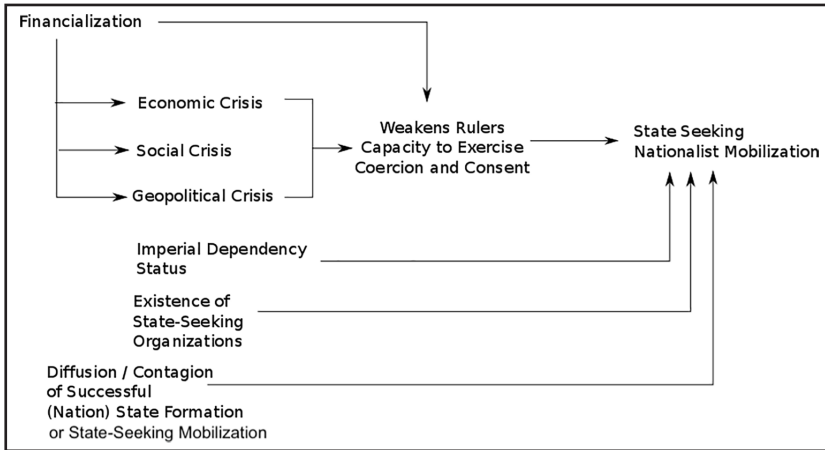 Financialization
Economic Crisis
Social Crisis
Geopolitical Crisis
Weakens Rulers
Capacity to Exercise
Coercion and Consent
State Seeking
Nationalist Mobilization
Imperial Dependency
Status
Existence of
State-Seeking
Organizations
Diffusion / Contagion
of Successful
(Nation) State Formation
or State-Seeking Mobilization